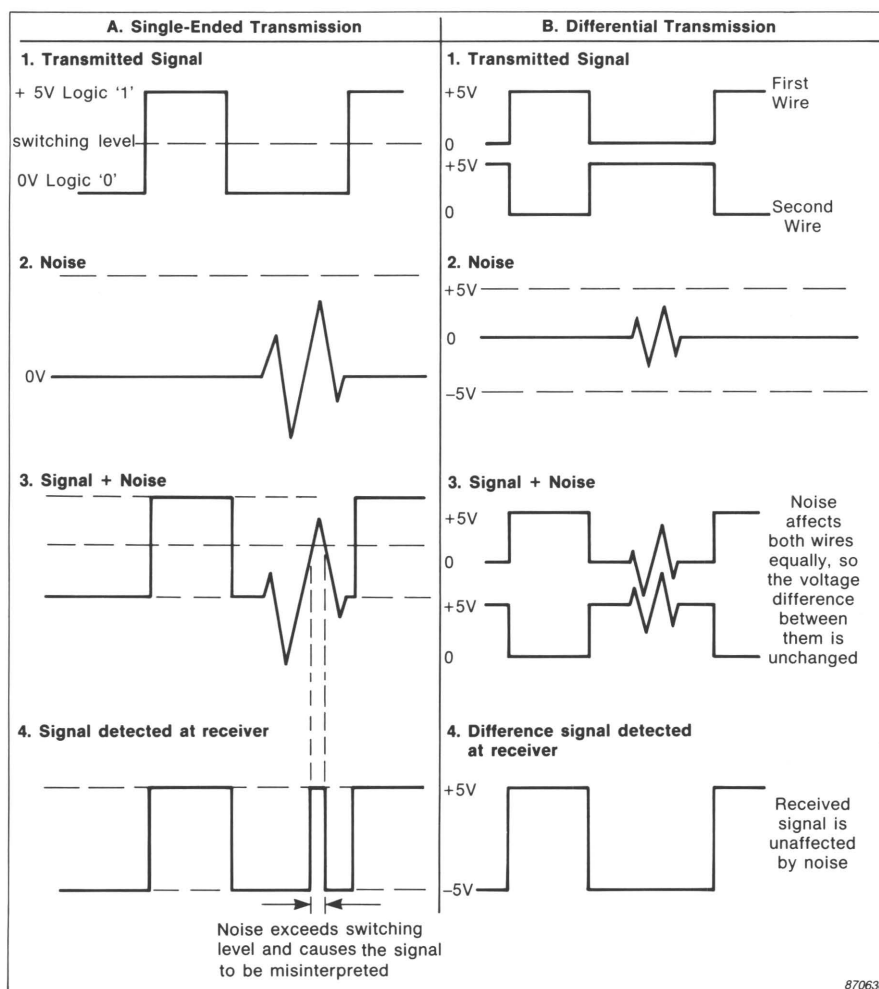 A. Single-Ended Transmission
1. Transmitted Signal
+ 5V Logic ‘1’
switching level
0V Logic ‘0’
2. Noise
0V
3. Signal + Noise
4. Signal detected at receiver
Noise exceeds switching
level and causes the signal
to be misinterpreted
B. Differential Transmission
1. Transmitted Signal
+5V
First
Wire
0
+5V
0
Second
Wire
2. Noise
+5V
0
–5V
3. Signal + Noise
+5V
0
+5V
0
Noise
affects
both wires
equally, so
the voltage
difference
between
them is
unchanged
4. Difference signal detected
at receiver
+5V
–5V
Received
signal is
unaffected
by noise
87063